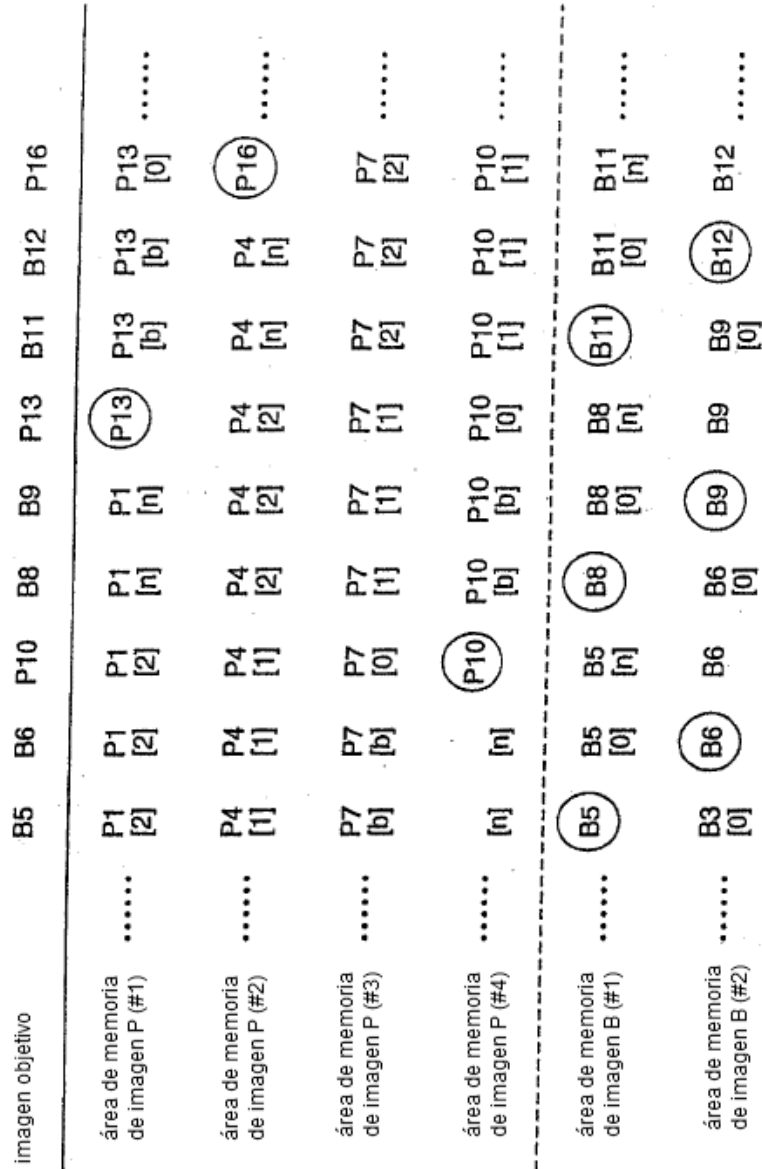 imagen objetivo B5 B6 P10 B8 B9 P13 B11 B12 P16
área de memoria ...... P1 P1 P1 P1 P1 P13 P13 P13 P13 ......
de imagen P (#1) [2] [2] [2] [n] [n] [b] [b] [0]
área de memoria ...... P4 P4 P4 P4 P4 P4 P4 P4 P16 ......
de imagen P (#2) [1] [1] [1] [2] [2] [2] [n] [n]
área de memoria ...... P7 P7 P7 P7 P7 P7 P7 P7 P7 ......
de imagen P (#3) [b] [b] [0] [1] [1] [1] [2] [2] [2]
área de memoria ...... P10 P10 P10 P10 P10 P10 P10 ......
de imagen P (#4) [n] [n] [b] [b] [0] [1] [1] [1]
área de memoria ...... B5 B5 B5 B8 B8 B8 B11 B11 B11 ......
de imagen B (#1) [0] [n] [0] [n] [0] [n]
área de memoria ...... B3 B6 B6 B6 B9 B9 B9 B12 B12 ......
de imagen B (#2) [0] [0] [0]